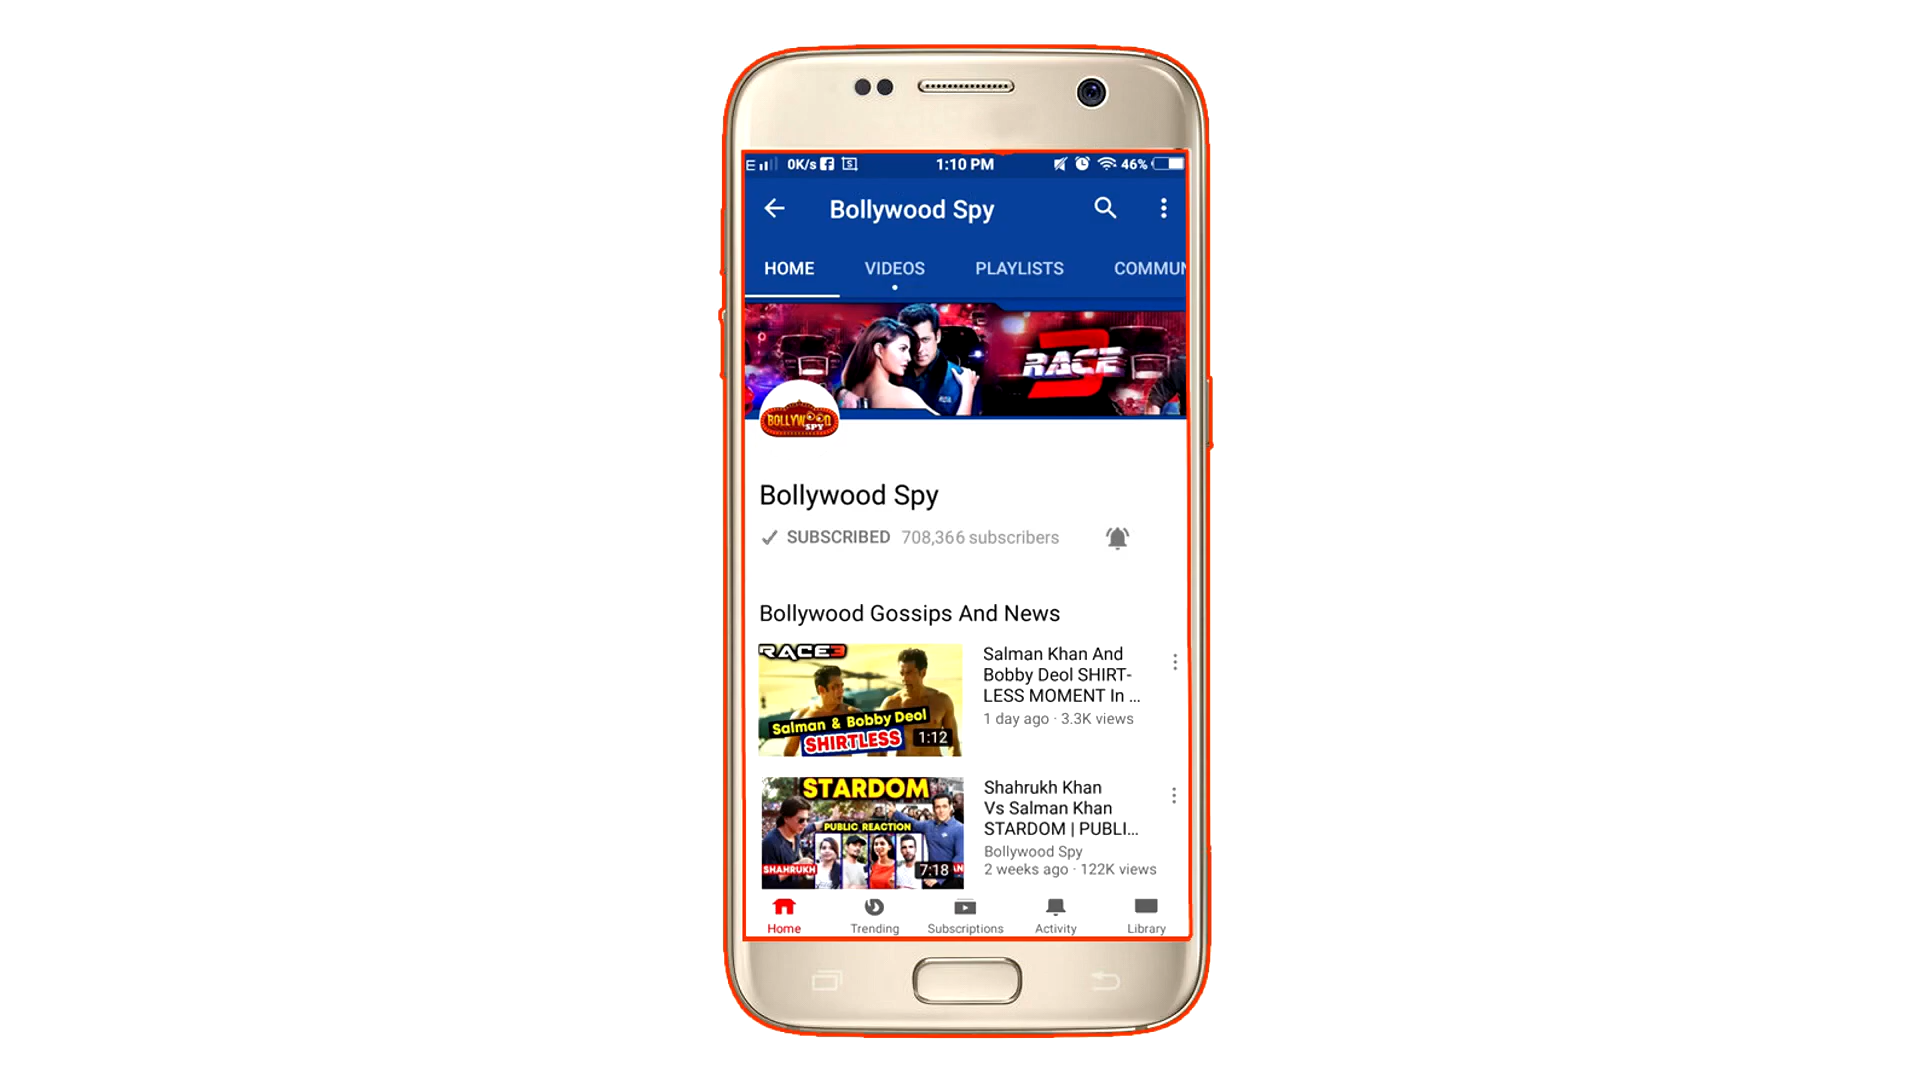 E 0K/s 1:10 PM 46%
Bollywood Spy
HOME VIDEOS PLAYLISTS COMMUN
RACE 3
BOLLYWOOD
SPY
Bollywood Spy
SUBSCRIBED 708,366 subscribers
Bollywood Gossips And News
RACE3
Salman & Bobby Deol
SHIRTLESS
1:12
Salman Khan And
Bobby Deol SHIRT-
LESS MOMENT In ...
1 day ago · 3.3K views
STARDOM
PUBLIC REACTION
SHAHRUKH
7:18
Shahrukh Khan
Vs Salman Khan
STARDOM | PUBLI...
Bollywood Spy
2 weeks ago · 122K views
Home Trending Subscriptions Activity Library